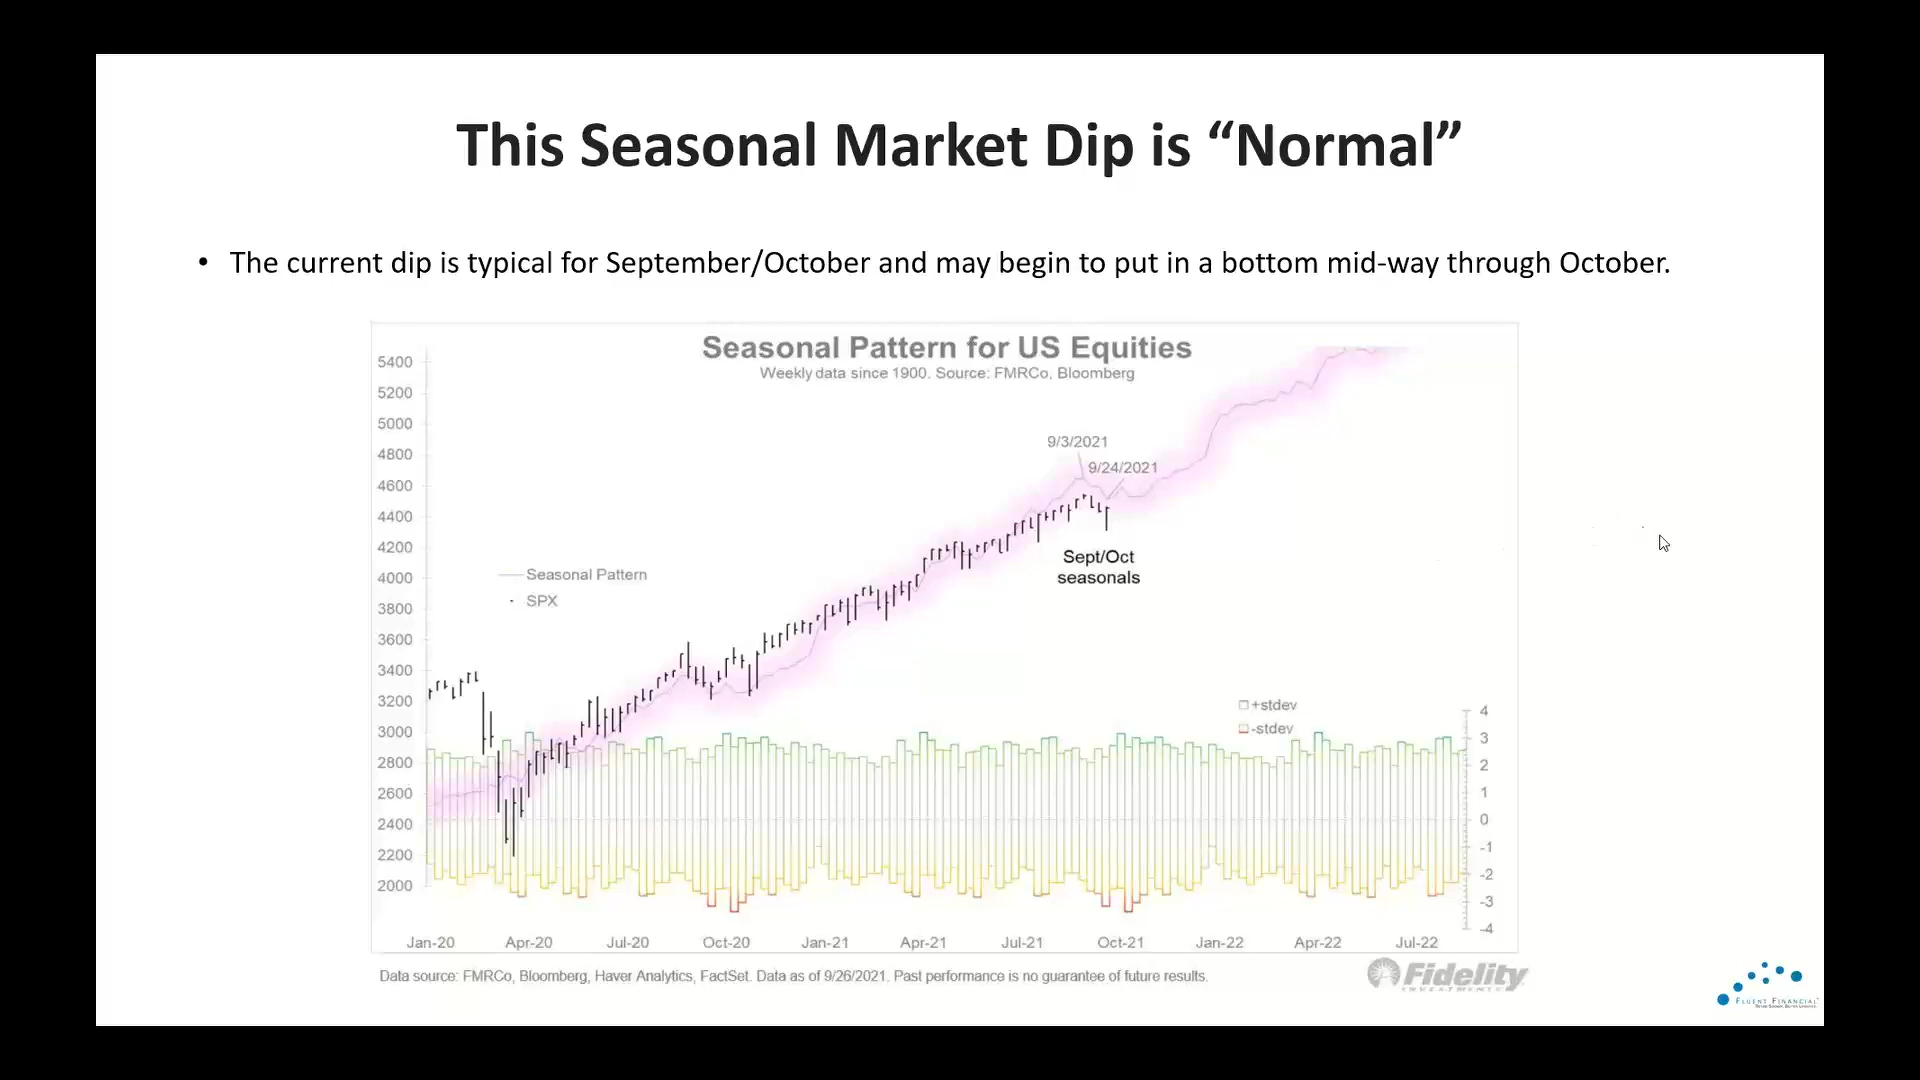 This Seasonal Market Dip is “Normal”
• The current dip is typical for September/October and may begin to put in a bottom mid-way through October.
Seasonal Pattern for US Equities
Weekly data since 1900. Source: FMRCo, Bloomberg
5400
5200
5000
4800
4600
4400
4200
4000
3800
3600
3400
3200
3000
2800
2600
2400
2200
2000
9/3/2021
9/24/2021
Sept/Oct
seasonals
Seasonal Pattern
SPX
+stdev
-stdev
4
3
2
1
0
-1
-2
-3
-4
Jan-20 Apr-20 Jul-20 Oct-20 Jan-21 Apr-21 Jul-21 Oct-21 Jan-22 Apr-22 Jul-22
Data source: FMRCo, Bloomberg, Haver Analytics, FactSet. Data as of 9/26/2021. Past performance is no guarantee of future results.
Fidelity
INVESTMENTS
FLUENT FINANCIAL